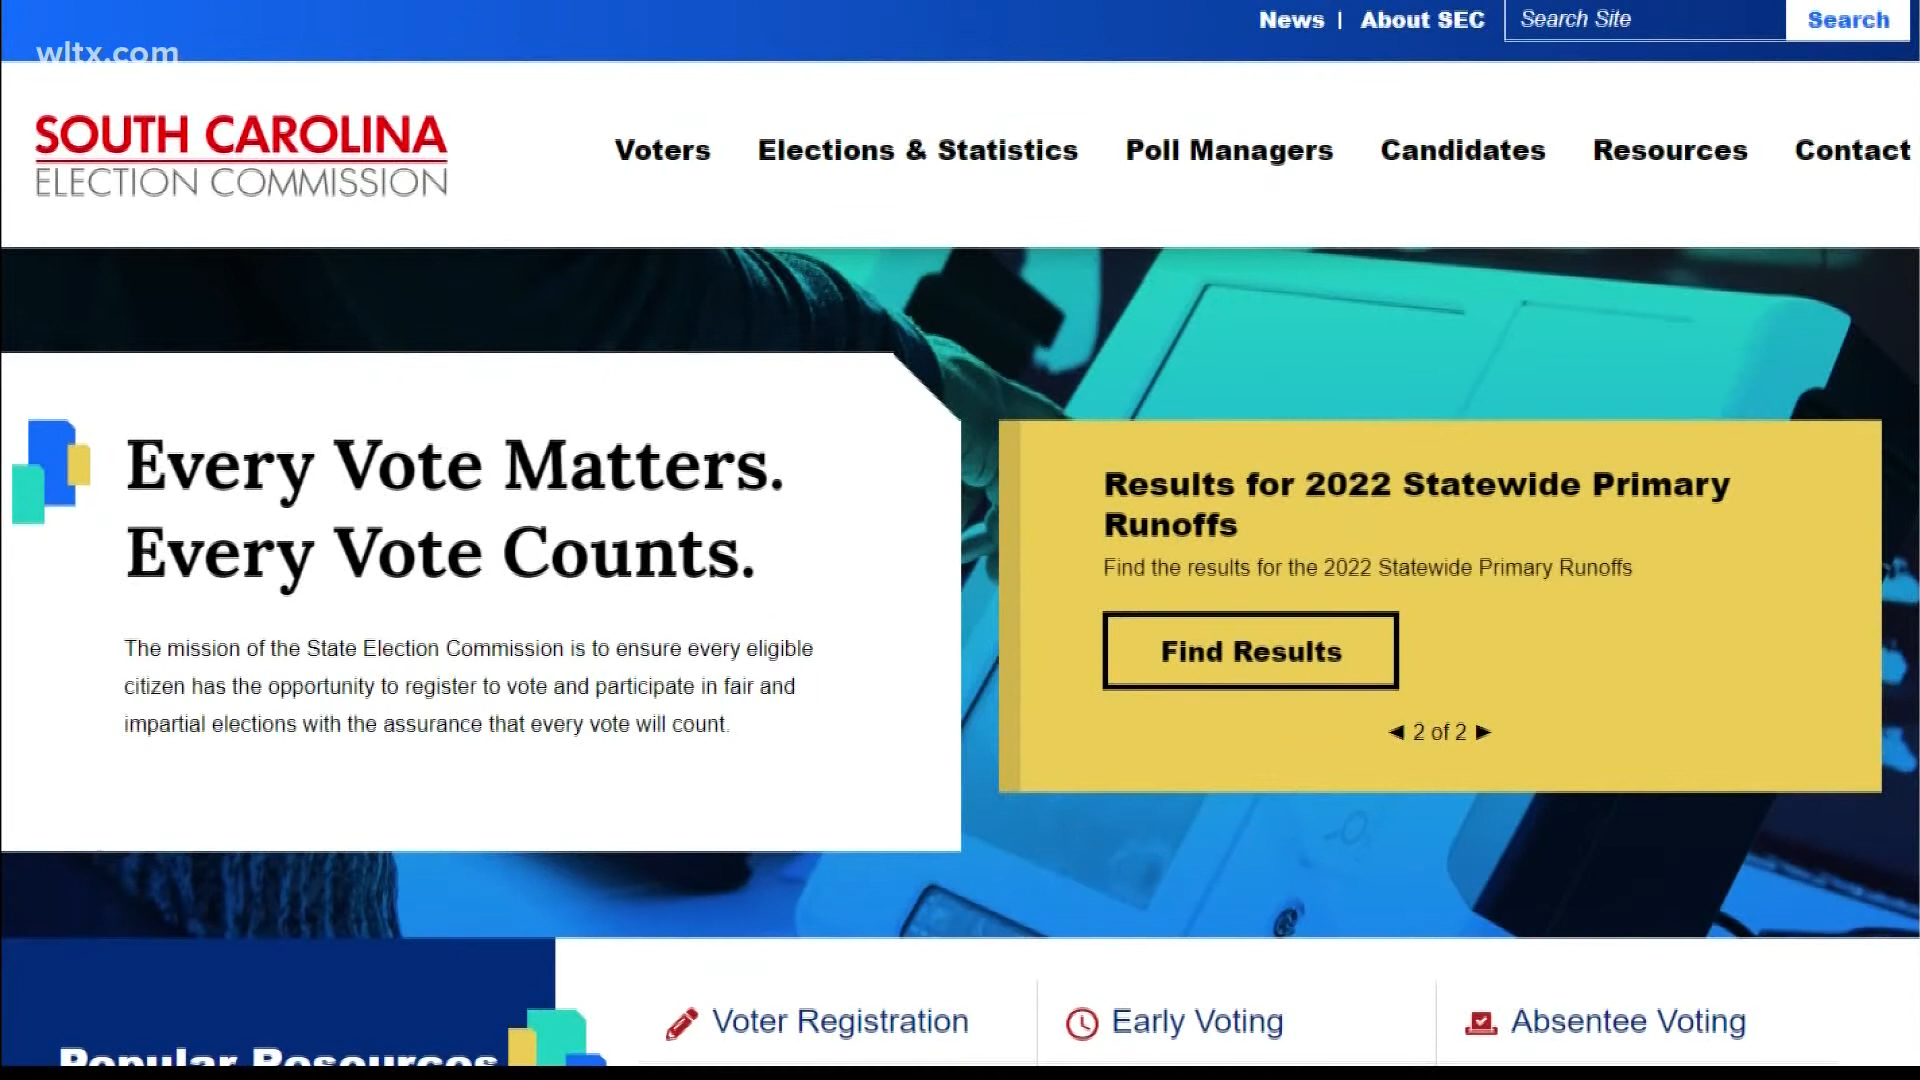 News | About SEC Search Site Search
wltx.com
SOUTH CAROLINA
ELECTION COMMISSION
Voters Elections & Statistics Poll Managers Candidates Resources Contact
Every Vote Matters.
Every Vote Counts.
The mission of the State Election Commission is to ensure every eligible
citizen has the opportunity to register to vote and participate in fair and
impartial elections with the assurance that every vote will count.
Results for 2022 Statewide Primary
Runoffs
Find the results for the 2022 Statewide Primary Runoffs
Find Results
◄ 2 of 2 ►
Voter Registration
Early Voting
Absentee Voting
Popular Resources